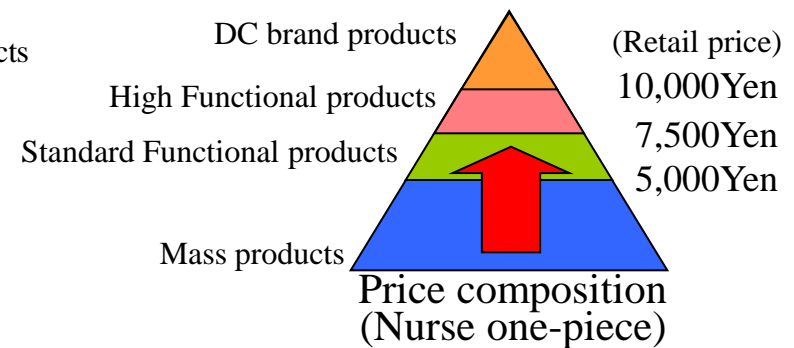 DC brand products
(Retail price)
cts
10,000Yen
High Functional products
7,500Yen
Standard Functional products
5,000Yen
Mass products
Price composition
(Nurse one-piece)